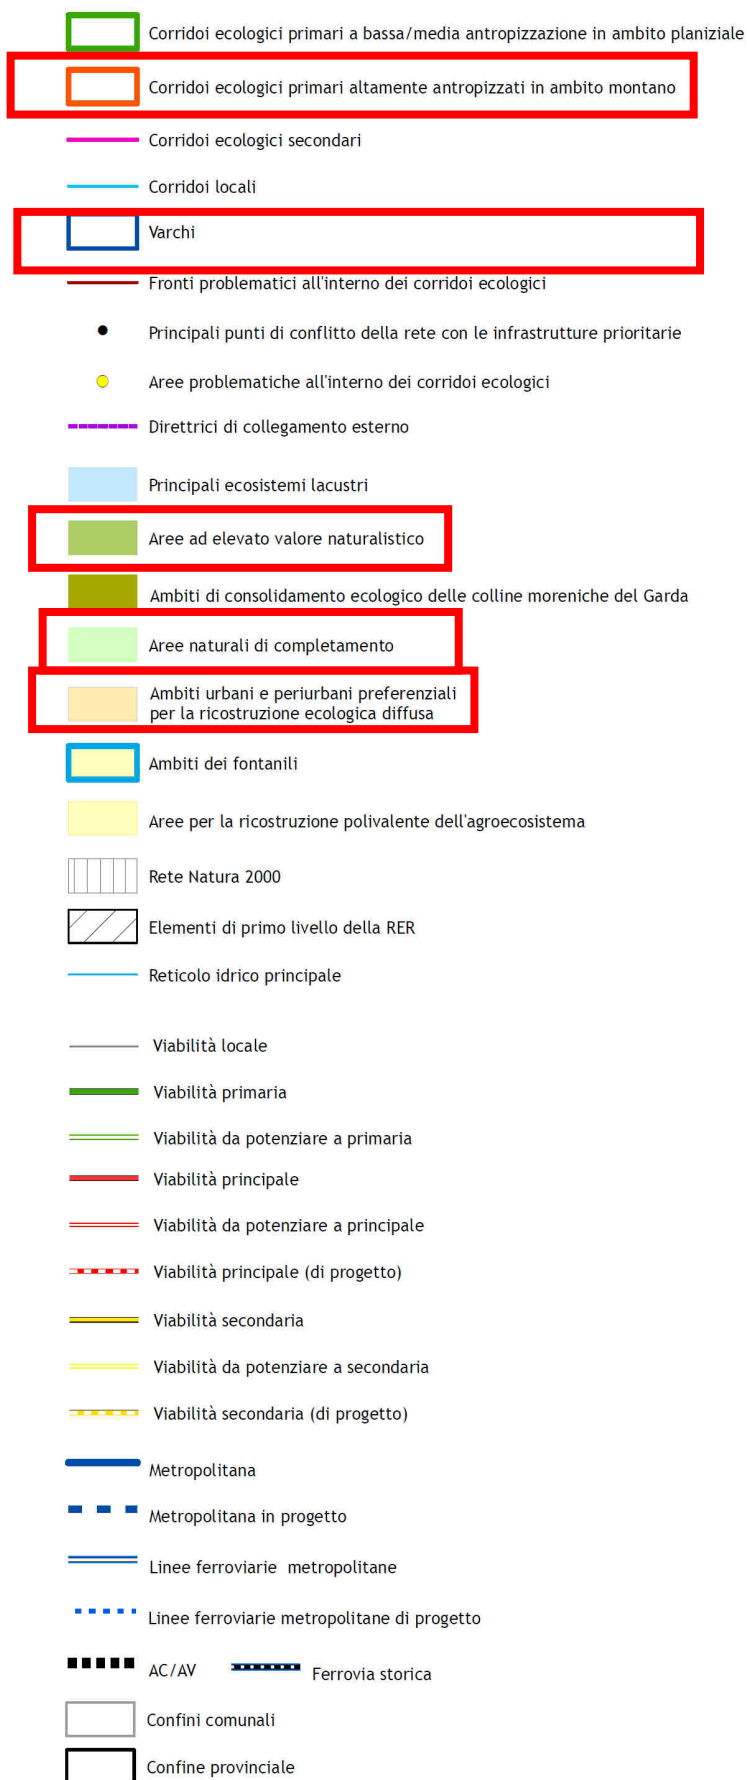 Corridoi ecologici primari a bassa/media antropizzazione in ambito planiziale
Corridoi ecologici primari altamente antropizzati in ambito montano
Corridoi ecologici secondari
Corridoi locali
Varchi
Fronti problematici all'interno dei corridoi ecologici
Principali punti di conflitto della rete con le infrastrutture prioritarie
Aree problematiche all'interno dei corridoi ecologici
Direttrici di collegamento esterno
Principali ecosistemi lacustri
Aree ad elevato valore naturalistico
Ambiti di consolidamento ecologico delle colline moreniche del Garda
Aree naturali di completamento
Ambiti urbani e periurbani preferenziali
per la ricostruzione ecologica diffusa
Ambiti dei fontanili
Aree per la ricostruzione polivalente dell'agroecosistema
Rete Natura 2000
Elementi di primo livello della RER
Reticolo idrico principale
Viabilità locale
Viabilità primaria
Viabilità da potenziare a primaria
Viabilità principale
Viabilità da potenziare a principale
Viabilità principale (di progetto)
Viabilità secondaria
Viabilità da potenziare a secondaria
Viabilità secondaria (di progetto)
Metropolitana
Metropolitana in progetto
Linee ferroviarie metropolitane
Linee ferroviarie metropolitane di progetto
AC/AV Ferrovia storica
Confini comunali
Confine provinciale